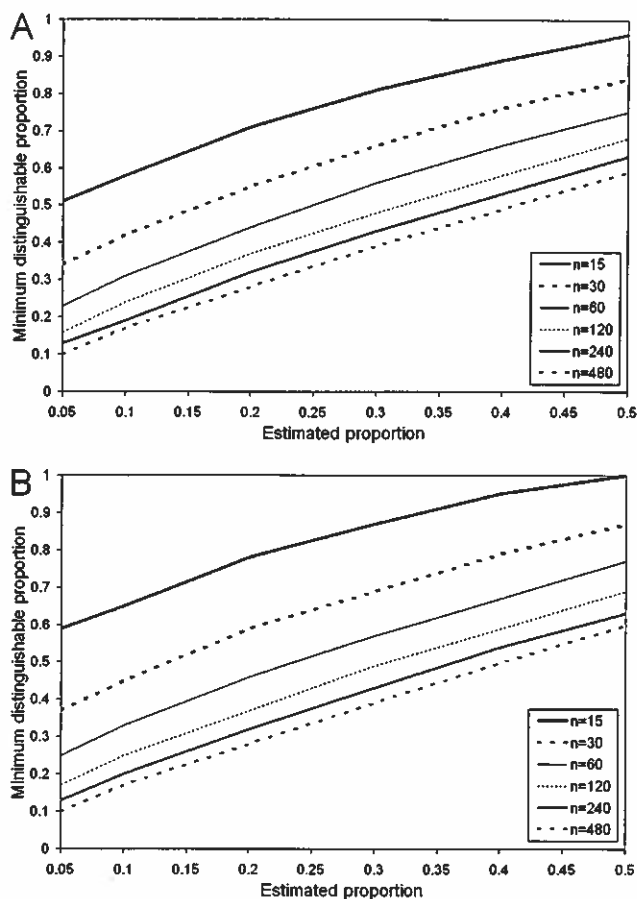 A
Minimum distinguishable proportion
1
0.9
0.8
0.7
0.6
0.5
0.4
0.3
0.2
0.1
0
0.05 0.1 0.15 0.2 0.25 0.3 0.35 0.4 0.45 0.5
Estimated proportion
n=15
n=30
n=60
n=120
n=240
n=480
B
Minimum distinguishable proportion
1
0.9
0.8
0.7
0.6
0.5
0.4
0.3
0.2
0.1
0
0.05 0.1 0.15 0.2 0.25 0.3 0.35 0.4 0.45 0.5
Estimated proportion
n=15
n=30
n=60
n=120
n=240
n=480